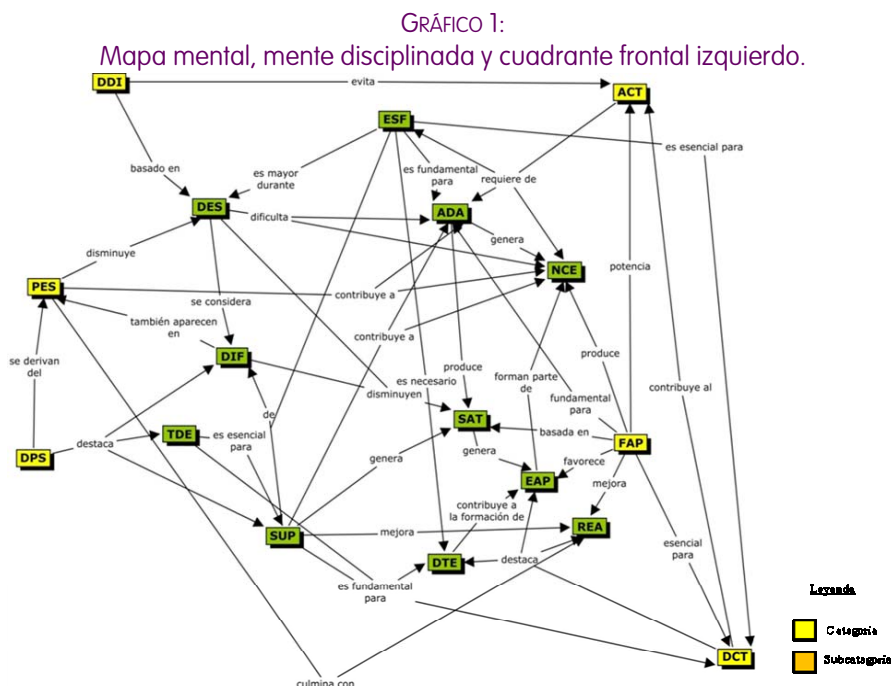 GRÁFICO 1:
Mapa mental, mente disciplinada y cuadrante frontal izquierdo.
DDI
evita
ACT
ESF
es esencial para
basado en
es mayor
durante
es fundamental
para
requiere de
DES
dificulta
ADA
genera
disminuye
NCE
potencia
PES
se considera
contribuye a
también aparecen
en
contribuye a
produce
se derivan
del
DIF
produce
es necesario
forman parte
de
contribuye al
disminuyen
fundamental
para
de
SAT
TDE
es esencial
para
basada en
FAP
destaca
DPS
genera
genera
favorece
EAP
mejora
contribuye a
la formación de
SUP
mejora
REA
esencial
para
DTE
destaca
es fundamental
para
Leyenda
Categoría
DCT
Subcategoría
culmina con